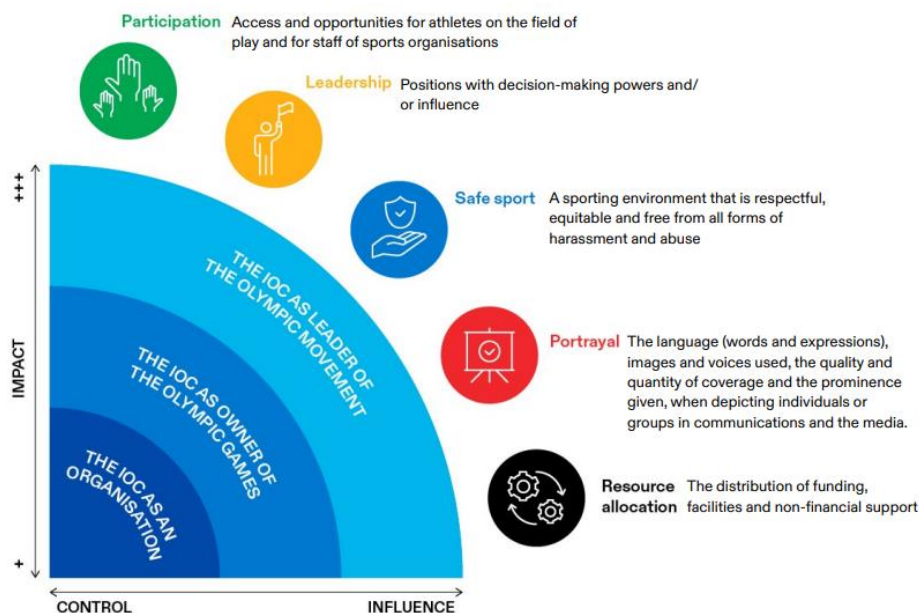 Participation Access and opportunities for athletes on the field of
play and for staff of sports organisations
Leadership Positions with decision-making powers and/
or influence
Safe sport A sporting environment that is respectful,
equitable and free from all forms of
harassment and abuse
Portrayal The language (words and expressions),
images and voices used, the quality and
quantity of coverage and the prominence
given, when depicting individuals or
groups in communications and the media.
Resource The distribution of funding,
allocation facilities and non-financial support
+++
IMPACT
+
THE IOC AS LEADER OF
THE OLYMPIC MOVEMENT
THE IOC AS OWNER OF
THE OLYMPIC GAMES
THE IOC AS AN
ORGANISATION
CONTROL INFLUENCE